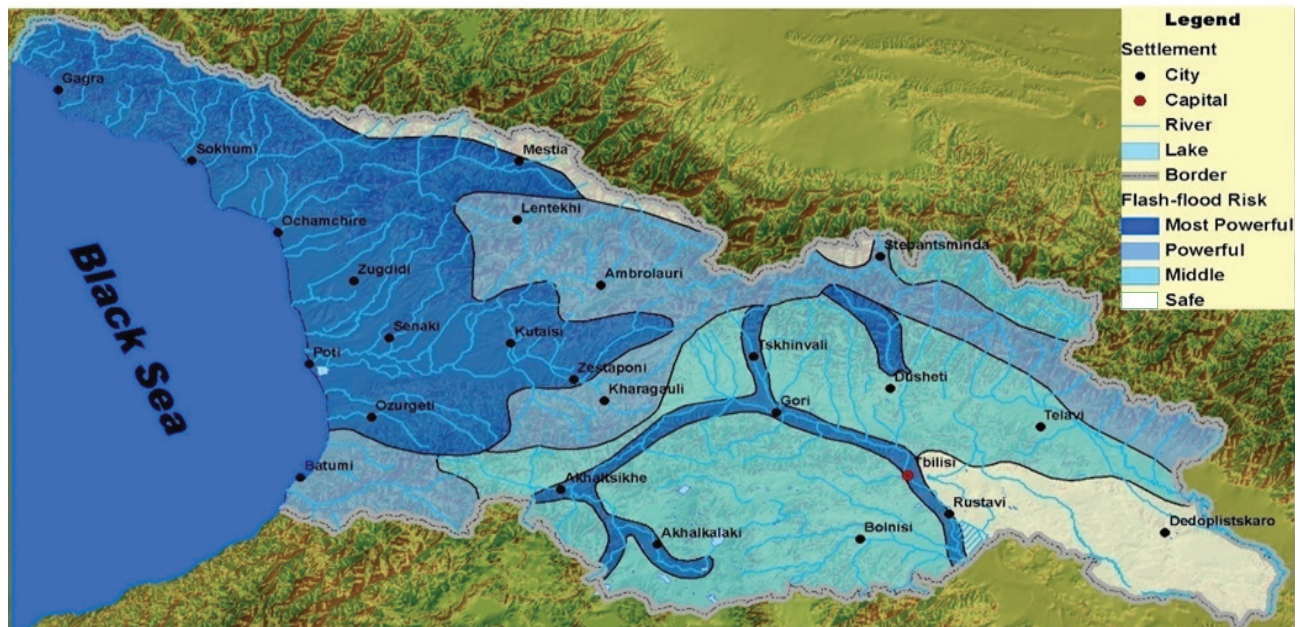 Legend
Settlement
City
Capital
River
Lake
Border
Flash-flood Risk
Most Powerful
Powerful
Middle
Safe
Gagra
Sokhumi
Mestia
Lentekhi
Ochamchire
Stepantsminda
Zugdidi
Ambrolauri
Black Sea
Senaki
Kutaisi
Tskhinvali
Poti
Zestaponi
Dusheti
Kharagauli
Ozurgeti
Gori
Telavi
Batumi
Tbilisi
Akhaltsikhe
Rustavi
Akhalkalaki
Bolnisi
Dedoplistskaro